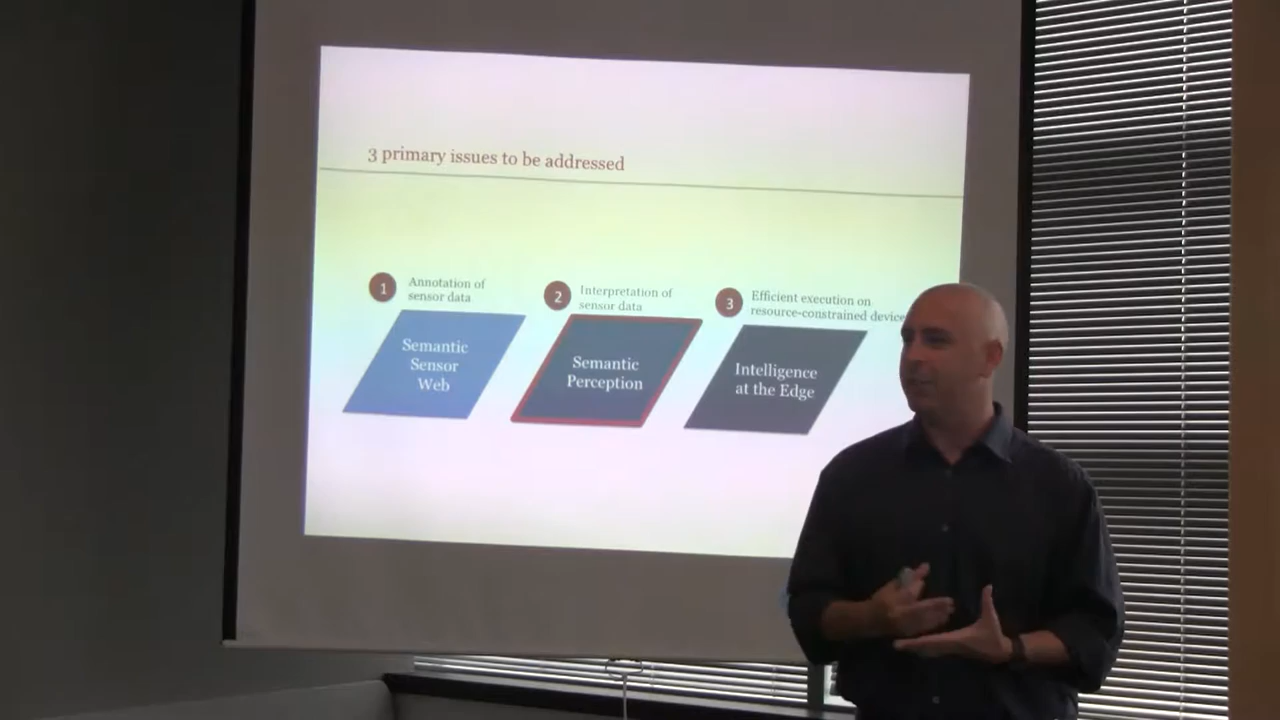 3 primary issues to be addressed
1
Annotation of
sensor data
Semantic
Sensor
Web
2
Interpretation of
sensor data
Semantic
Perception
3
Efficient execution on
resource-constrained device
Intelligence
at the Edge